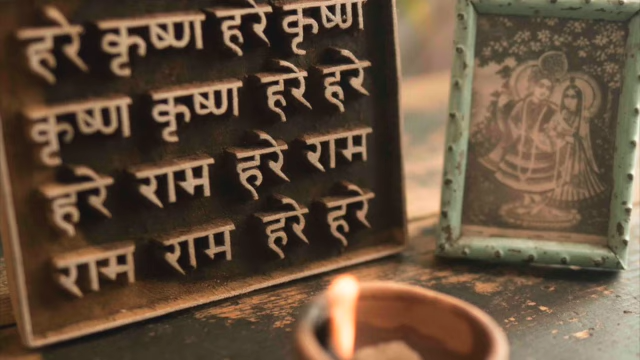 हरे कृष्ण हरे कृष्ण
कृष्ण कृष्ण हरे हरे
हरे राम हरे राम
राम राम हरे हरे